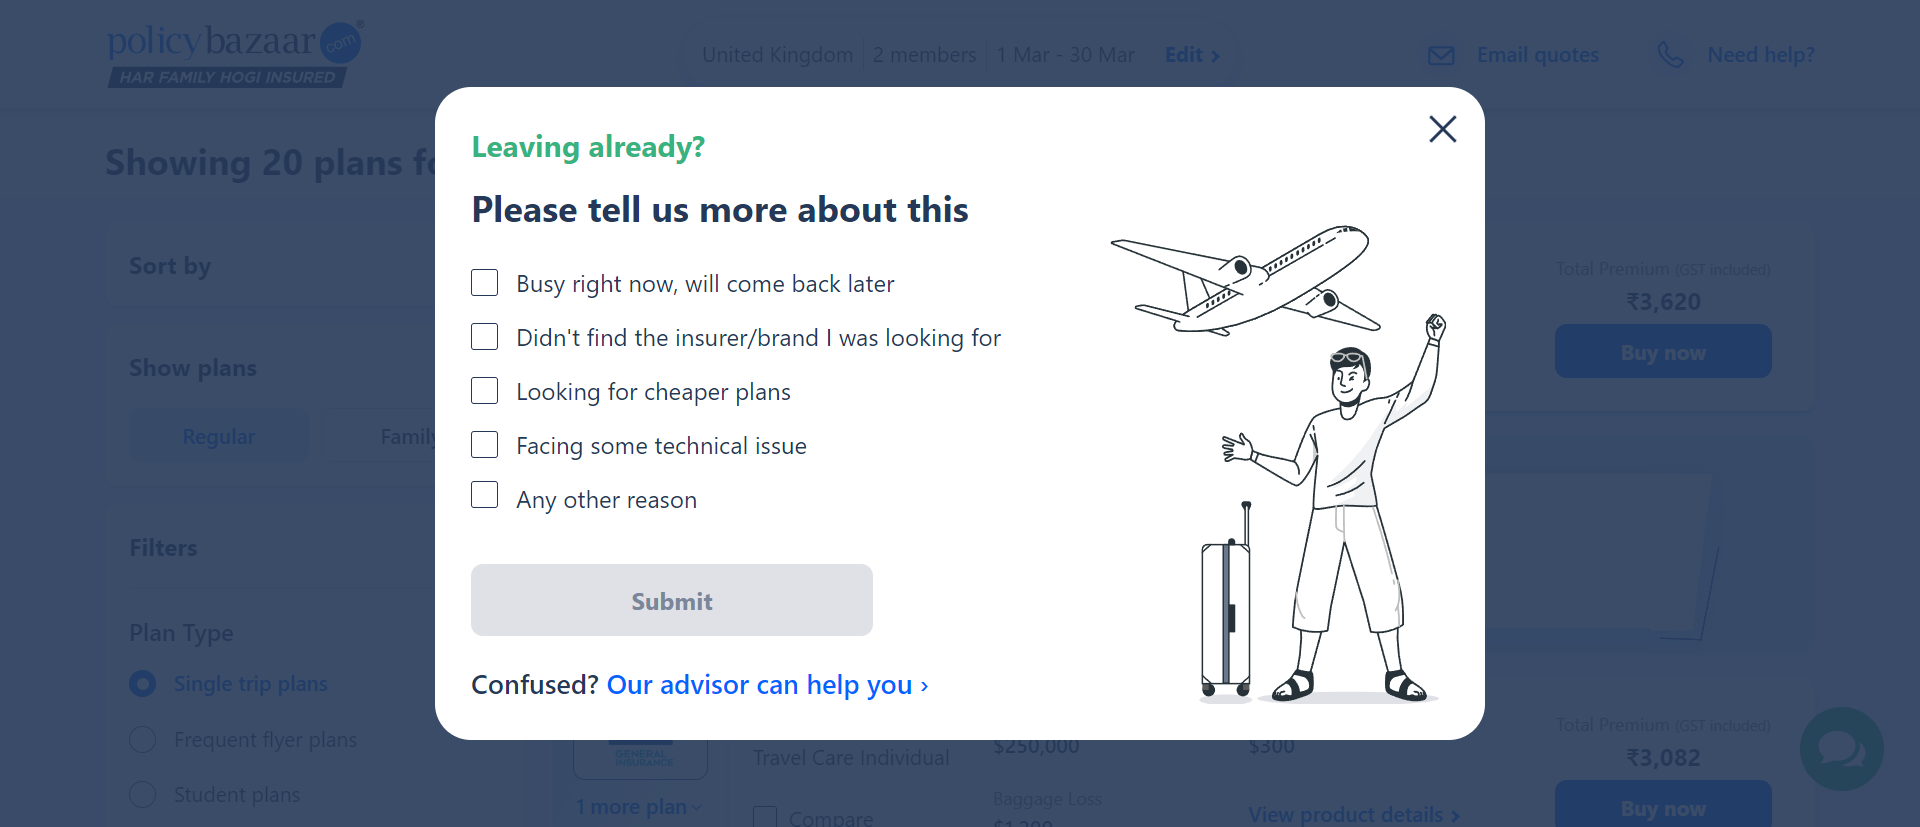 policybazaar com
HAR FAMILY HOGI INSURED
United Kingdom 2 members 1 Mar - 30 Mar Edit ›
Email quotes
Need help?
Showing 20 plans fo
Leaving already?
Please tell us more about this
Busy right now, will come back later
Didn't find the insurer/brand I was looking for
Looking for cheaper plans
Facing some technical issue
Any other reason
Submit
Confused? Our advisor can help you ›
Sort by
Show plans
Regular
Family
Filters
Plan Type
Single trip plans
Frequent flyer plans
Student plans
Total Premium (GST included)
₹3,620
Buy now
GENERAL
INSURANCE
1 more plan
Travel Care Individual
$250,000
$300
Compare
Baggage Loss
View product details ›
Total Premium (GST included)
₹3,082
Buy now